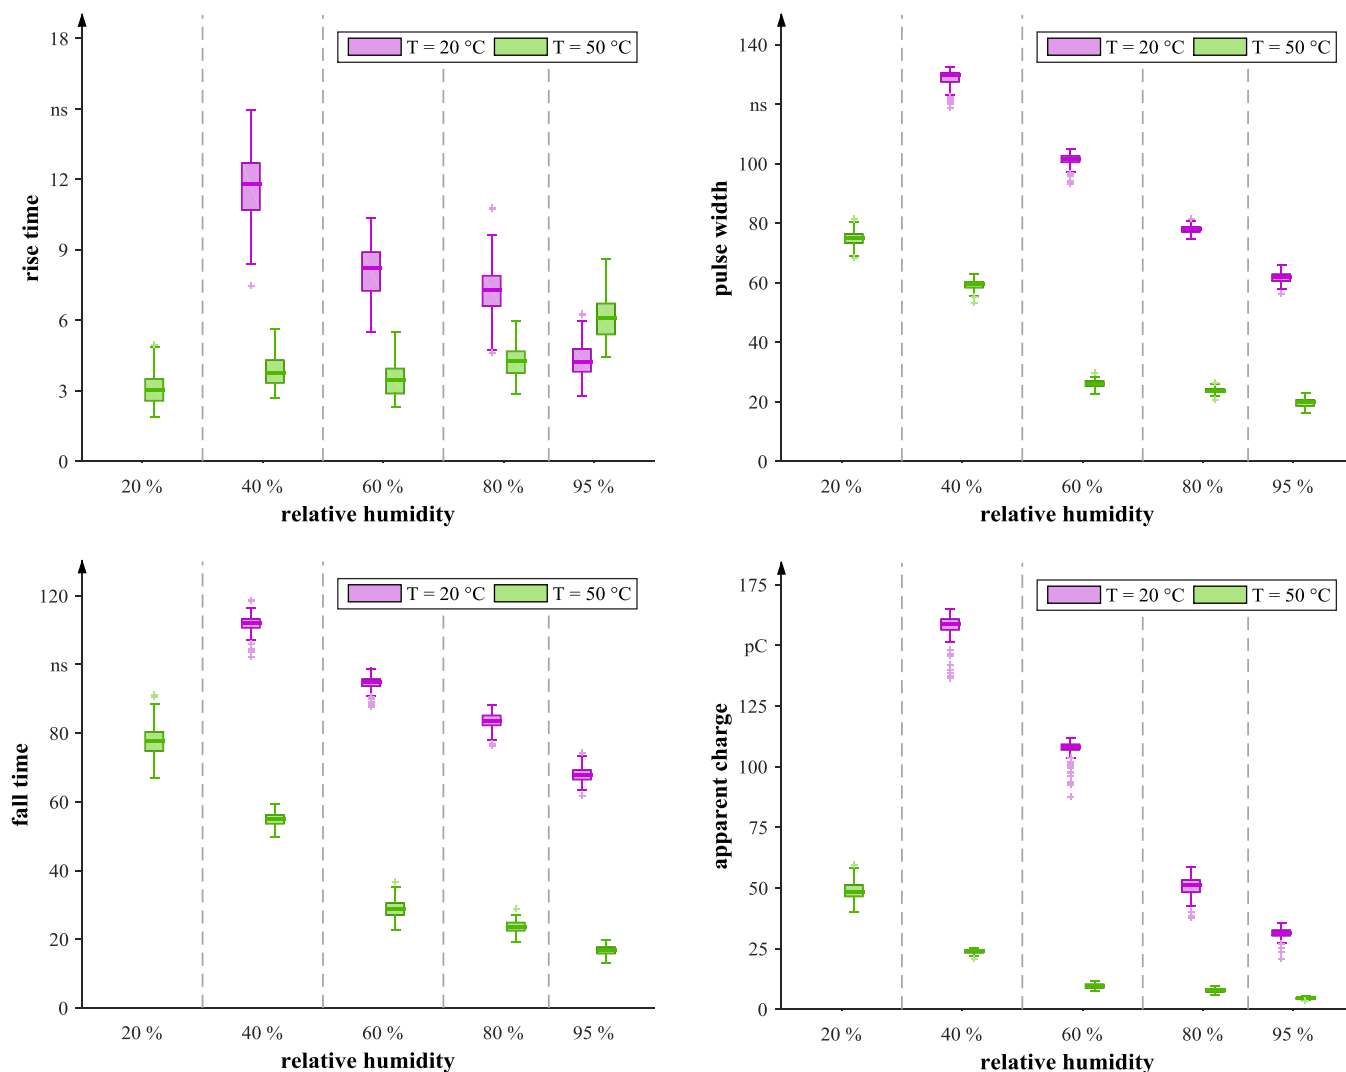 18
ns
12
9
6
3
0
rise time
T = 20 °C T = 50 °C
20 % 40 % 60 % 80 % 95 %
relative humidity
140
ns
100
80
60
40
20
0
pulse width
T = 20 °C T = 50 °C
20 % 40 % 60 % 80 % 95 %
relative humidity
120
ns
80
60
40
20
0
fall time
T = 20 °C T = 50 °C
20 % 40 % 60 % 80 % 95 %
relative humidity
175
pC
125
100
75
50
25
0
apparent charge
T = 20 °C T = 50 °C
20 % 40 % 60 % 80 % 95 %
relative humidity